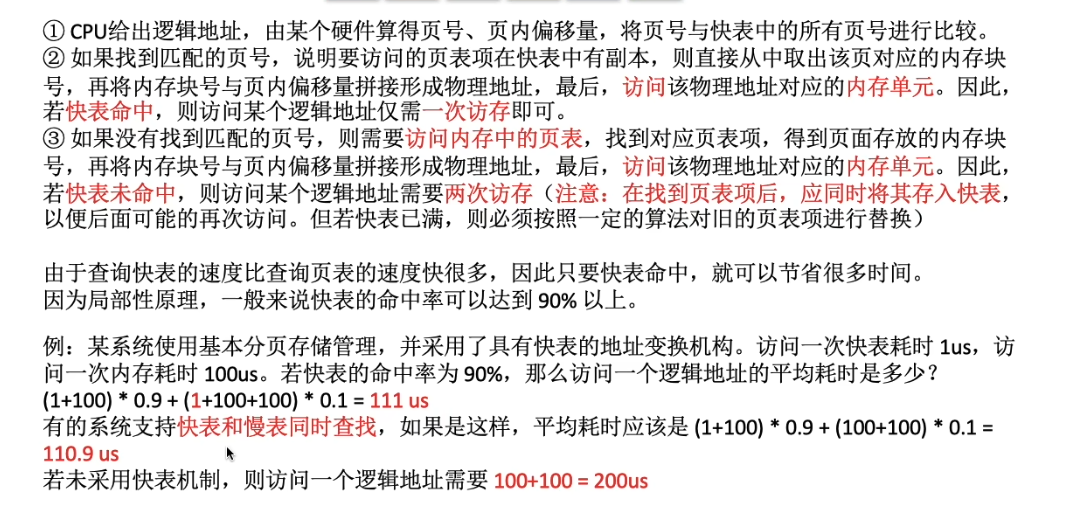 ① CPU给出逻辑地址，由某个硬件算得页号、页内偏移量，将页号与快表中的所有页号进行比较。
② 如果找到匹配的页号，说明要访问的页表项在快表中有副本，则直接从中取出该页对应的内存块
号，再将内存块号与页内偏移量拼接形成物理地址，最后，访问该物理地址对应的内存单元。因此，
若快表命中，则访问某个逻辑地址仅需一次访存即可。
③ 如果没有找到匹配的页号，则需要访问内存中的页表，找到对应页表项，得到页面存放的内存块
号，再将内存块号与页内偏移量拼接形成物理地址，最后，访问该物理地址对应的内存单元。因此，
若快表未命中，则访问某个逻辑地址需要两次访存（注意：在找到页表项后，应同时将其存入快表，
以便后面可能的再次访问。但若快表已满，则必须按照一定的算法对旧的页表项进行替换）
由于查询快表的速度比查询页表的速度快很多，因此只要快表命中，就可以节省很多时间。
因为局部性原理，一般来说快表的命中率可以达到 90% 以上。
例：某系统使用基本分页存储管理，并采用了具有快表的地址变换机构。访问一次快表耗时 1us，访
问一次内存耗时 100us。若快表的命中率为 90%，那么访问一个逻辑地址的平均耗时是多少？
(1+100) * 0.9 + (1+100+100) * 0.1 = 111 us
有的系统支持快表和慢表同时查找，如果是这样，平均耗时应该是 (1+100) * 0.9 + (100+100) * 0.1 =
110.9 us
若未采用快表机制，则访问一个逻辑地址需要 100+100 = 200us